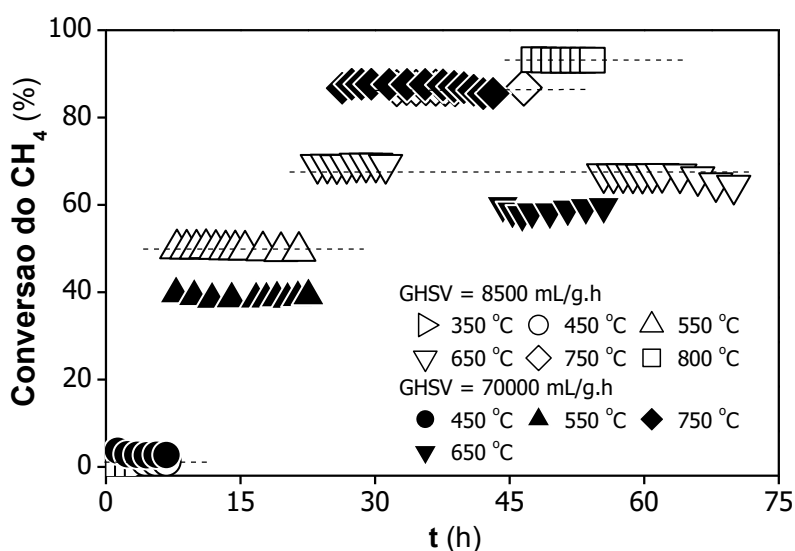 Conversao do CH4 (%)
100
80
60
40
20
0
GHSV = 8500 mL/g.h
350 °C 450 °C 550 °C
650 °C 750 °C 800 °C
GHSV = 70000 mL/g.h
450 °C 550 °C 750 °C
650 °C
0 15 30 45 60 75
t (h)